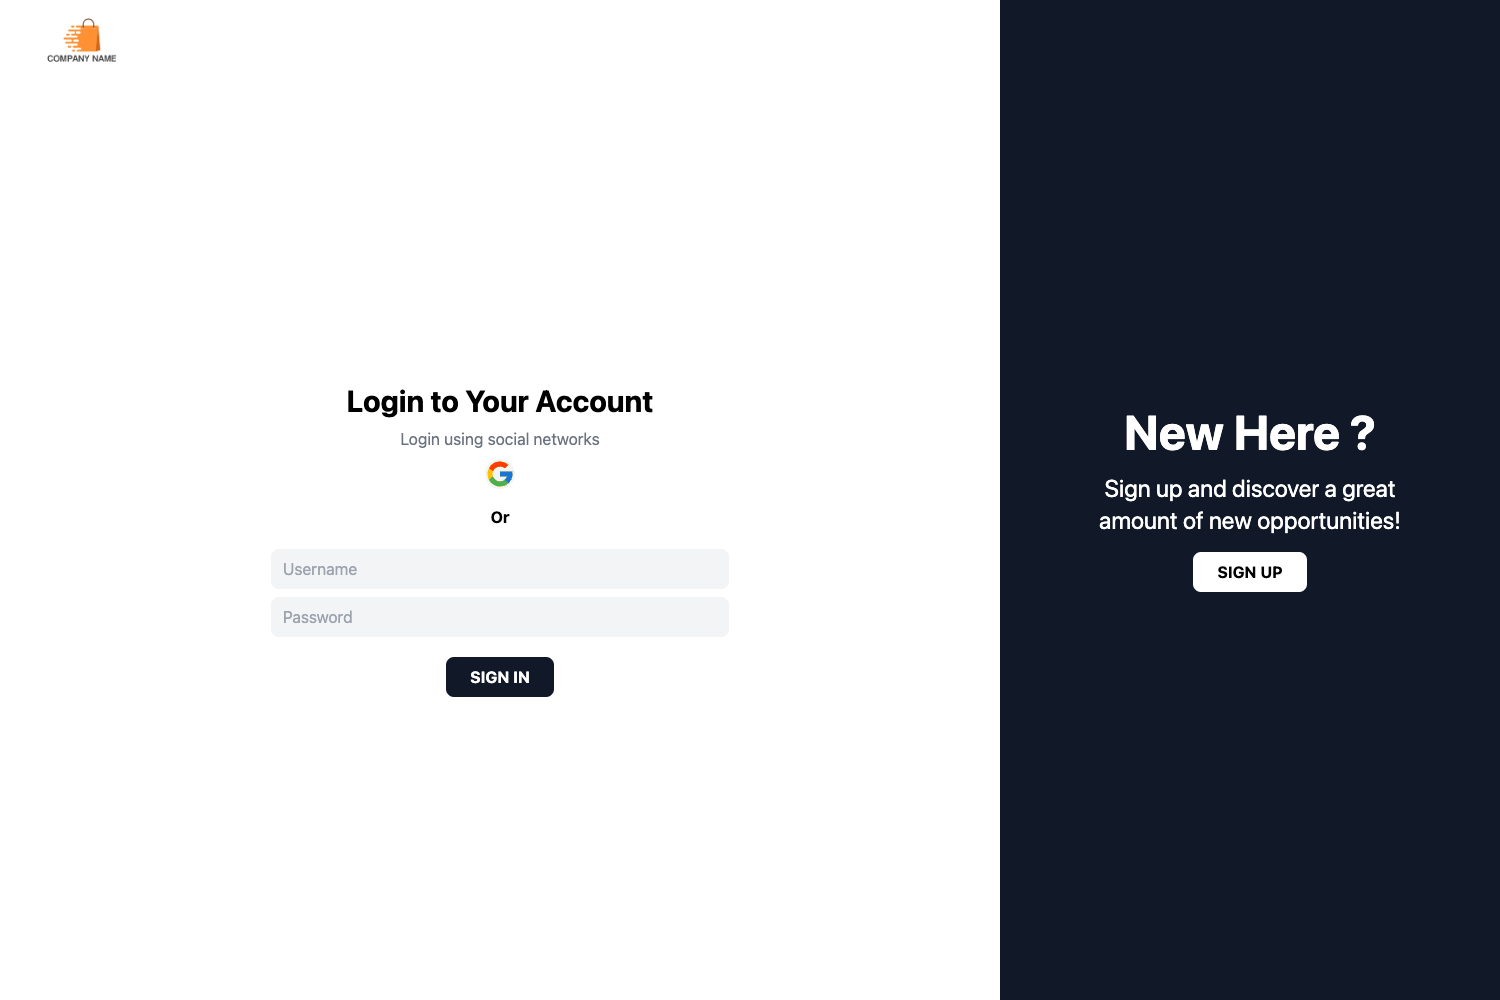 COMPANY NAME
Login to Your Account
Login using social networks
Or
Username
Password
SIGN IN
New Here ?
Sign up and discover a great
amount of new opportunities!
SIGN UP